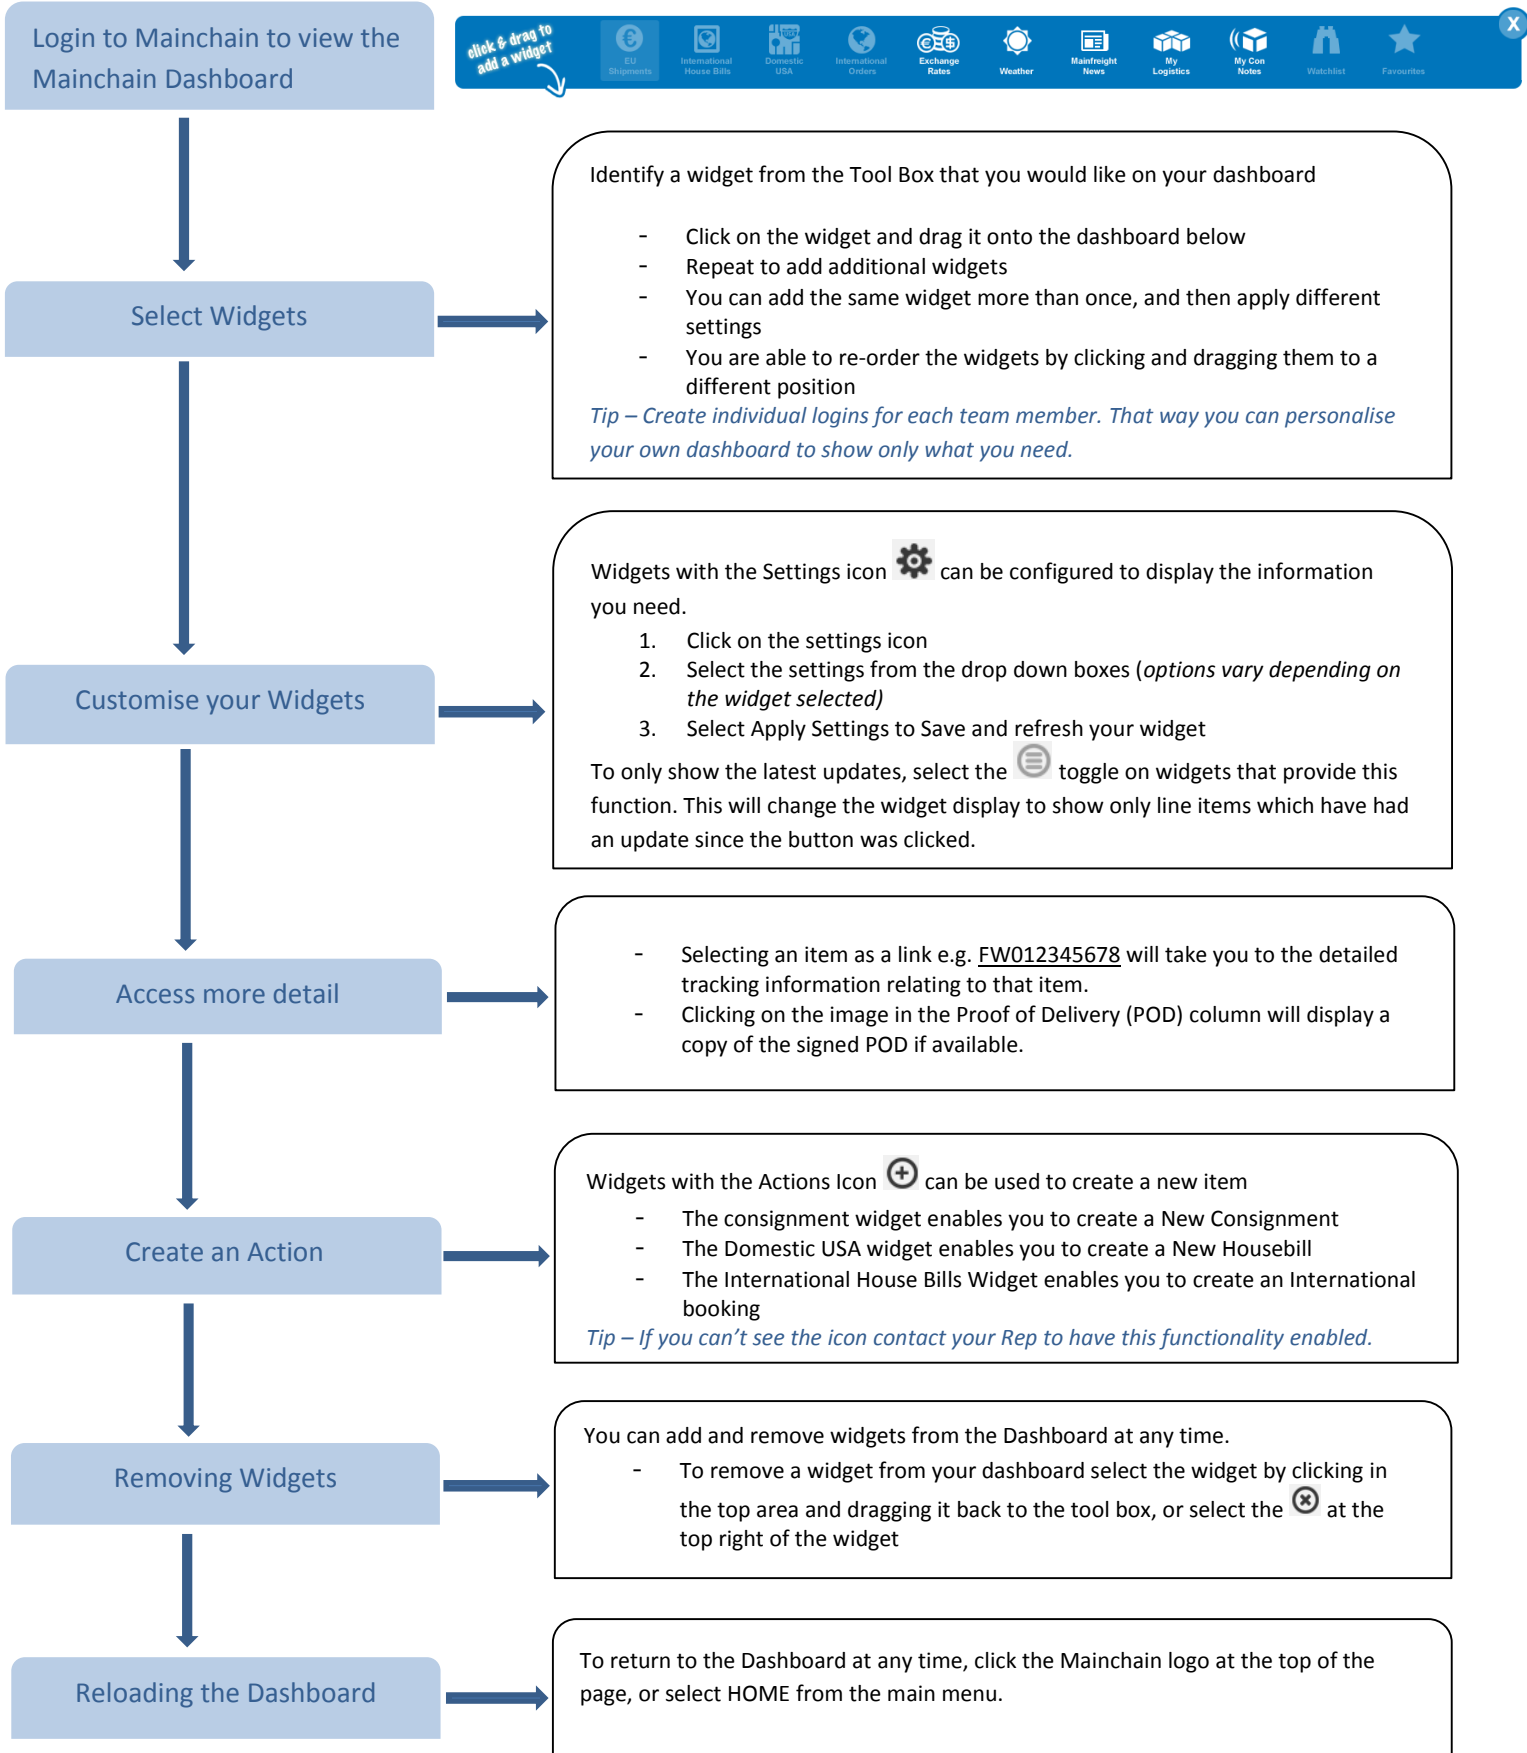 Login to Mainchain to view the
Mainchain Dashboard
click & drag to
add a widget
EU
Shipments
International
House Bills
Domestic
USA
International
Orders
Exchange
Rates
Weather
Mainfreight
News
My
Logistics
My Con
Notes
Watchlist
Favourites
X
Select Widgets
Identify a widget from the Tool Box that you would like on your dashboard
- Click on the widget and drag it onto the dashboard below
- Repeat to add additional widgets
- You can add the same widget more than once, and then apply different
settings
- You are able to re-order the widgets by clicking and dragging them to a
different position
Tip – Create individual logins for each team member. That way you can personalise
your own dashboard to show only what you need.
Customise your Widgets
Widgets with the Settings icon can be configured to display the information
you need.
1. Click on the settings icon
2. Select the settings from the drop down boxes (options vary depending on
the widget selected)
3. Select Apply Settings to Save and refresh your widget
To only show the latest updates, select the toggle on widgets that provide this
function. This will change the widget display to show only line items which have had
an update since the button was clicked.
Access more detail
- Selecting an item as a link e.g. FW012345678 will take you to the detailed
tracking information relating to that item.
- Clicking on the image in the Proof of Delivery (POD) column will display a
copy of the signed POD if available.
Create an Action
Widgets with the Actions Icon can be used to create a new item
- The consignment widget enables you to create a New Consignment
- The Domestic USA widget enables you to create a New Housebill
- The International House Bills Widget enables you to create an International
booking
Tip – If you can't see the icon contact your Rep to have this functionality enabled.
Removing Widgets
You can add and remove widgets from the Dashboard at any time.
- To remove a widget from your dashboard select the widget by clicking in
the top area and dragging it back to the tool box, or select the at the
top right of the widget
Reloading the Dashboard
To return to the Dashboard at any time, click the Mainchain logo at the top of the
page, or select HOME from the main menu.